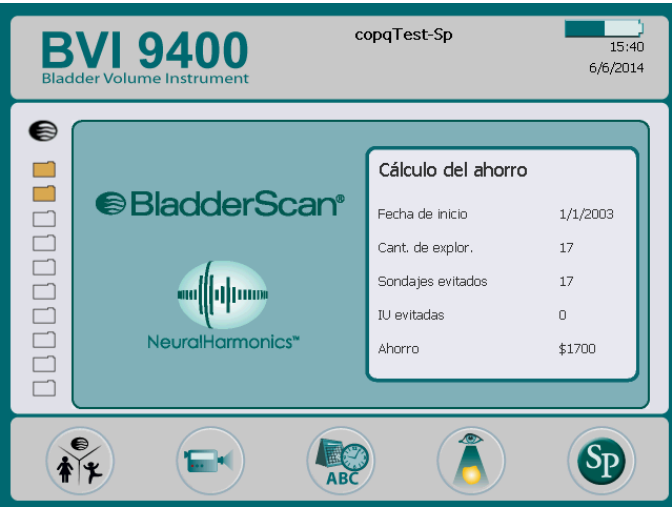 BVI 9400
Bladder Volume Instrument
copqTest-Sp
15:40
6/6/2014
BladderScan®
NeuralHarmonics™
Cálculo del ahorro
Fecha de inicio 1/1/2003
Cant. de explor. 17
Sondajes evitados 17
IU evitadas 0
Ahorro $1700
ABC
Sp